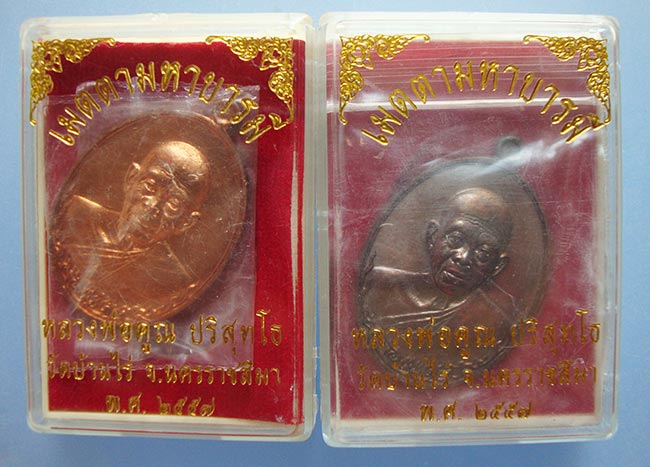 เมตตามหาบารมี
หลวงพ่อคูณ ปริสุทฺโธ
วัดบ้านไร่ จ.นครราชสีมา
พ.ศ. ๒๕๕๗
เมตตามหาบารมี
หลวงพ่อคูณ ปริสุทฺโธ
วัดบ้านไร่ จ.นครราชสีมา
พ.ศ. ๒๕๕๗